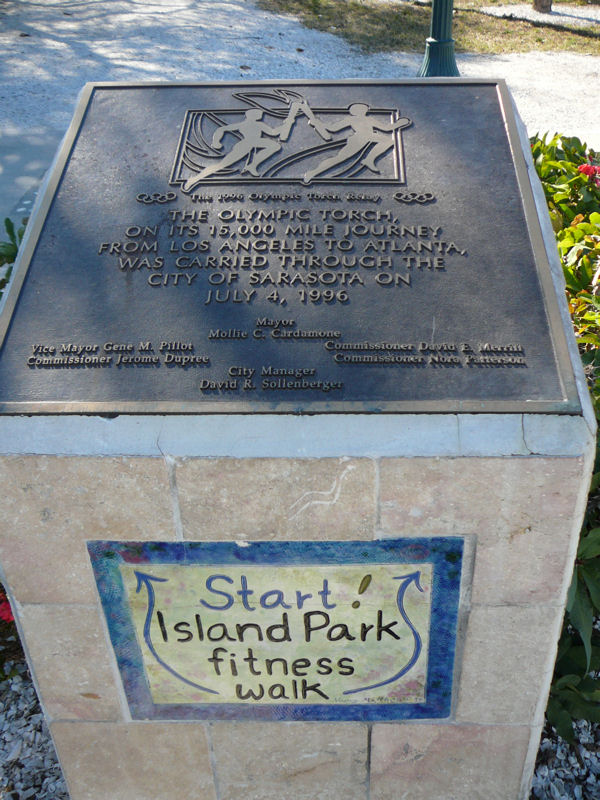 The 1996 Olympic Torch Relay
THE OLYMPIC TORCH,
ON ITS 15,000 MILE JOURNEY
FROM LOS ANGELES TO ATLANTA,
WAS CARRIED THROUGH THE
CITY OF SARASOTA ON
JULY 4, 1996
Mayor
Mollie C. Cardamone
Vice Mayor Gene M. Pillot
Commissioner Jerome Dupree
Commissioner David E. Merrill
Commissioner Nora Patterson
City Manager
David R. Sollenberger
Start!
Island Park
fitness
walk